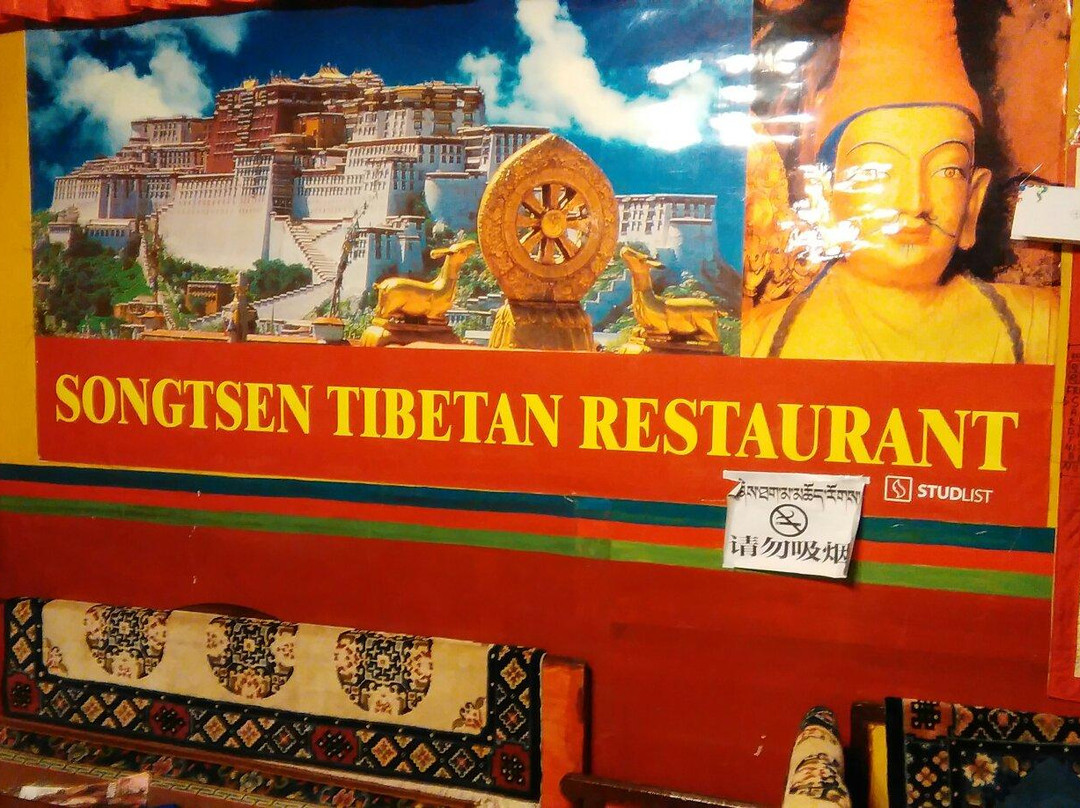 SONGTSEN TIBETAN RESTAURANT
STUDLIST
请勿吸烟